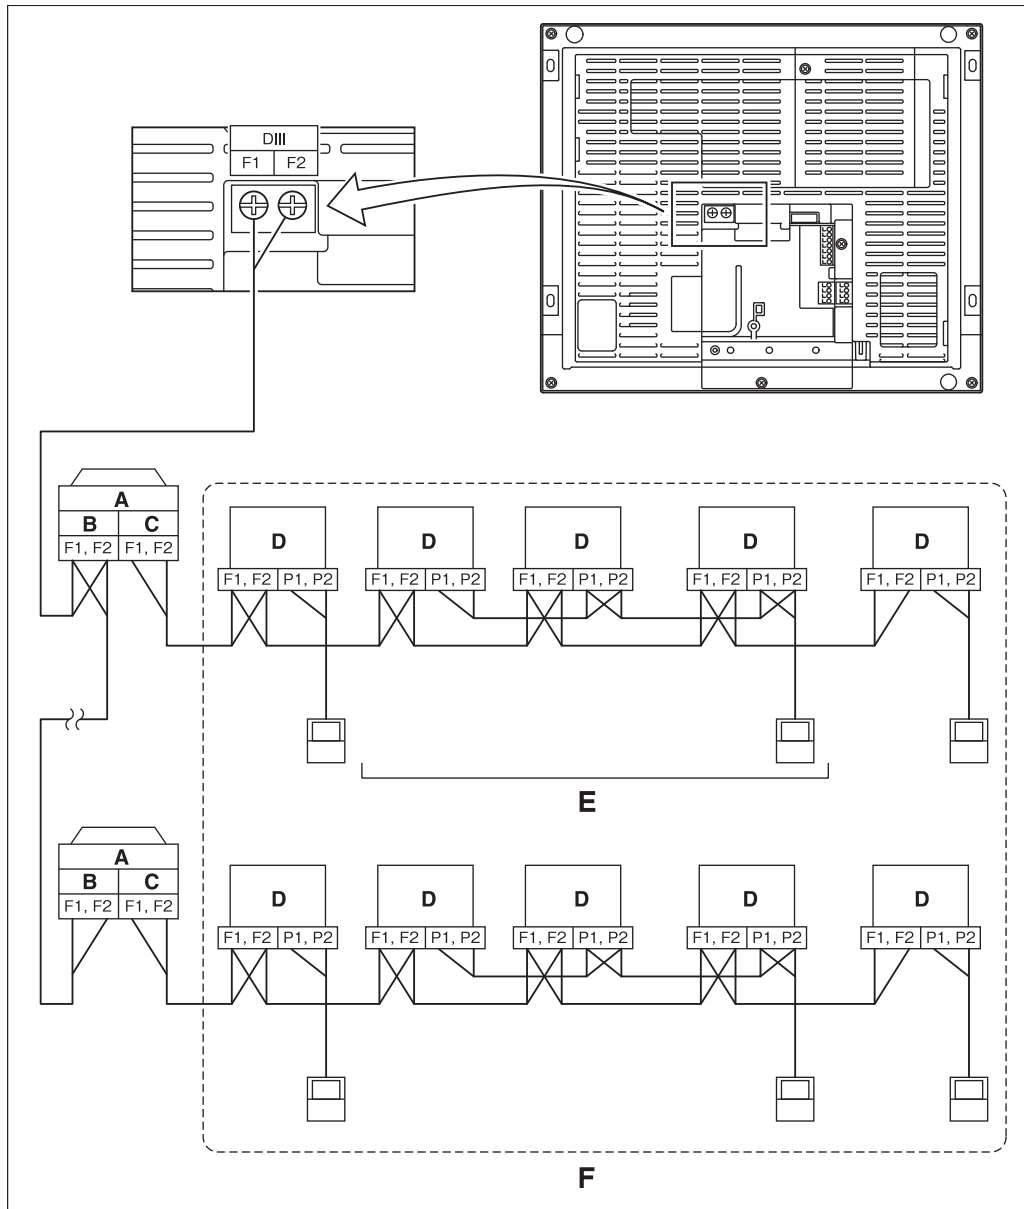 DIII
F1 F2
A
B C
F1, F2 F1, F2
D D D D D
F1, F2 P1, P2 F1, F2 P1, P2 F1, F2 P1, P2 F1, F2 P1, P2 F1, F2 P1, P2
E
A
B C
F1, F2 F1, F2
D D D D D
F1, F2 P1, P2 F1, F2 P1, P2 F1, F2 P1, P2 F1, F2 P1, P2 F1, F2 P1, P2
F